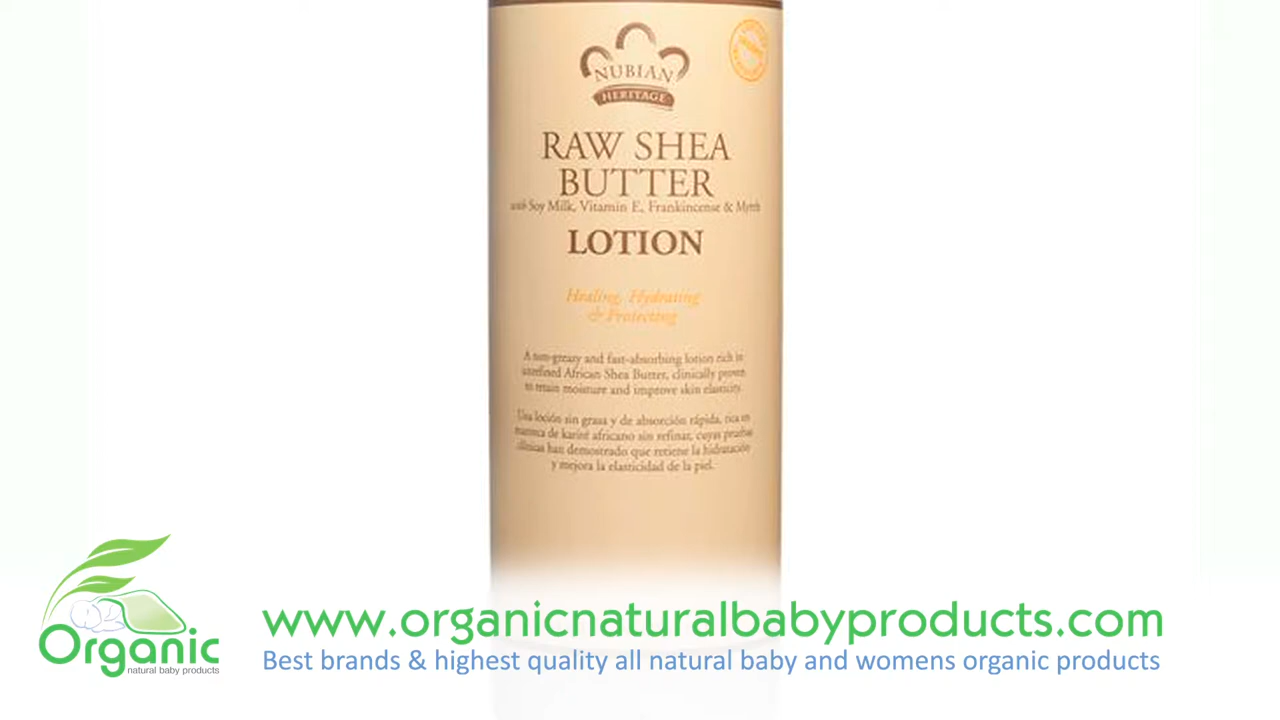 NUBIAN
HERITAGE
RAW SHEA
BUTTER
with Soy Milk, Vitamin E, Frankincense & Myrrh
LOTION
Healing, Hydrating
& Protecting
A non-greasy and fast-absorbing lotion rich in
unrefined African Shea Butter, clinically proven
to retain moisture and improve skin elasticity.
Una loción sin grasa y de absorción rápida, rica en
manteca de karité africano sin refinar, cuyas pruebas
clínicas han demostrado que retiene la hidratación
y mejora la elasticidad de la piel.
Organic
natural baby products
www.organicnaturalbabyproducts.com
Best brands & highest quality all natural baby and womens organic products